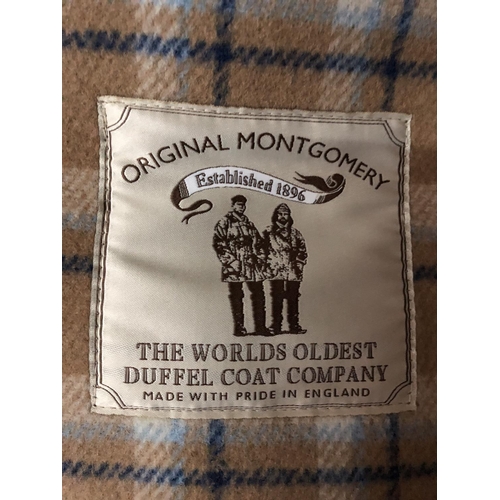 ORIGINAL MONTGOMERY
Established 1896
THE WORLDS OLDEST
DUFFEL COAT COMPANY
MADE WITH PRIDE IN ENGLAND